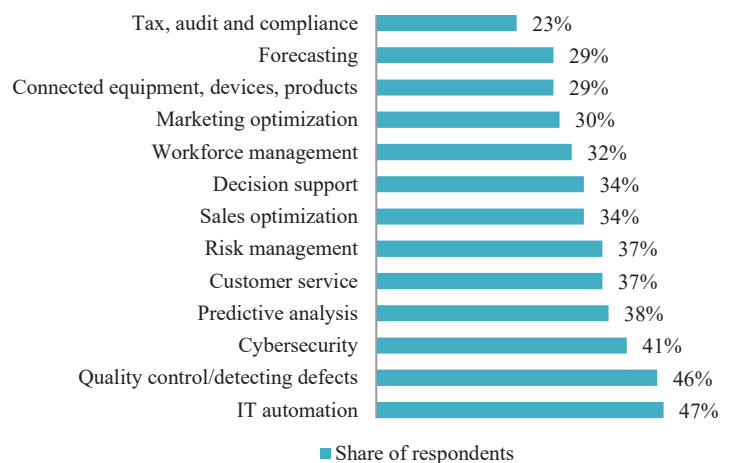 Tax, audit and compliance 23%
Forecasting 29%
Connected equipment, devices, products 29%
Marketing optimization 30%
Workforce management 32%
Decision support 34%
Sales optimization 34%
Risk management 37%
Customer service 37%
Predictive analysis 38%
Cybersecurity 41%
Quality control/detecting defects 46%
IT automation 47%
Share of respondents